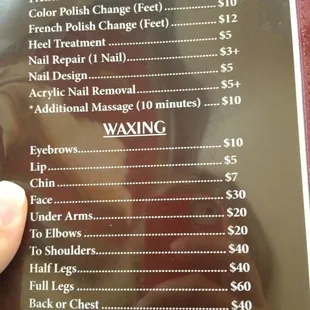 Color Polish Change (Feet) ................ $10
French Polish Change (Feet) .............. $12
Heel Treatment ................................ $5
Nail Repair (1 Nail)............................ $3+
Nail Design...................................... $5
Acrylic Nail Removal......................... $5+
*Additional Massage (10 minutes) ..... $10
WAXING
Eyebrows........................................ $10
Lip.................................................. $5
Chin ............................................... $7
Face................................................ $30
Under Arms..................................... $20
To Elbows ....................................... $20
To Shoulders.................................... $40
Half Legs......................................... $40
Full Legs ......................................... $60
Back or Chest .................................. $40